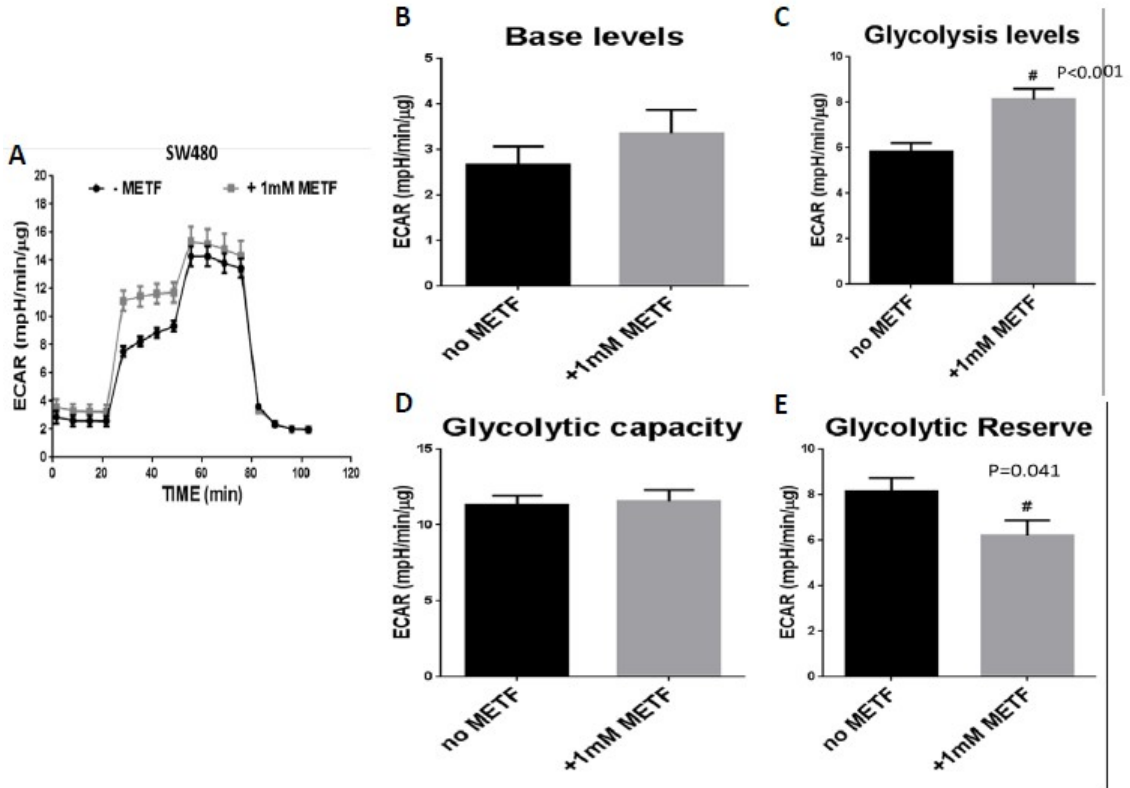 A
SW480
- METF
+ 1mM METF
ECAR (mpH/min/µg)
20
18
16
14
12
10
8
6
4
2
0
0
20
40
60
80
100
120
TIME (min)
B
Base levels
ECAR (mpH/min/µg)
5
4
3
2
1
0
no METF
+1mM METF
C
Glycolysis levels
P<0.001
#
ECAR (mpH/min/µg)
10
8
6
4
2
0
no METF
+1mM METF
D
Glycolytic capacity
ECAR (mpH/min/µg)
15
10
5
0
no METF
+1mM METF
E
Glycolytic Reserve
P=0.041
#
ECAR (mpH/min/µg)
10
8
6
4
2
0
no METF
+1mM METF